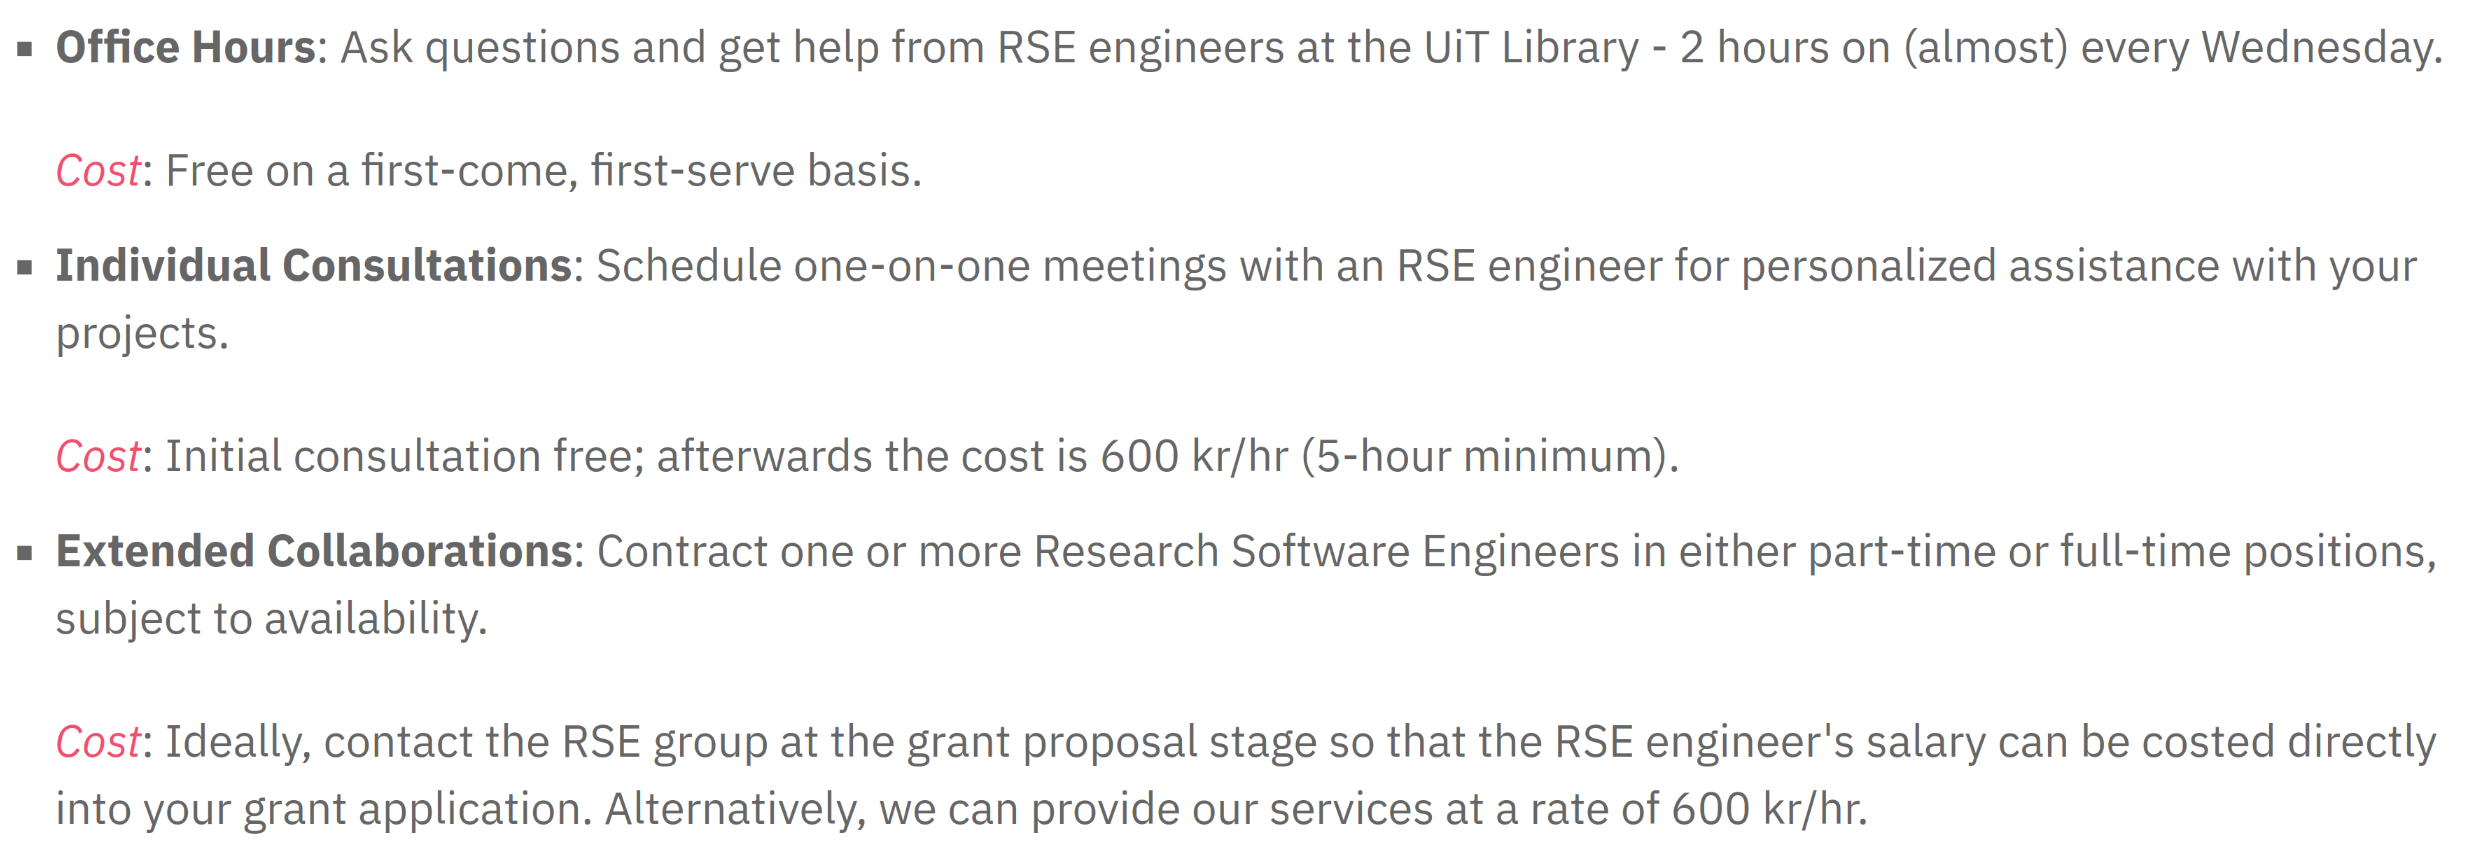 ▪ Office Hours: Ask questions and get help from RSE engineers at the UiT Library - 2 hours on (almost) every Wednesday.
Cost: Free on a first-come, first-serve basis.
▪ Individual Consultations: Schedule one-on-one meetings with an RSE engineer for personalized assistance with your
projects.
Cost: Initial consultation free; afterwards the cost is 600 kr/hr (5-hour minimum).
▪ Extended Collaborations: Contract one or more Research Software Engineers in either part-time or full-time positions,
subject to availability.
Cost: Ideally, contact the RSE group at the grant proposal stage so that the RSE engineer's salary can be costed directly
into your grant application. Alternatively, we can provide our services at a rate of 600 kr/hr.